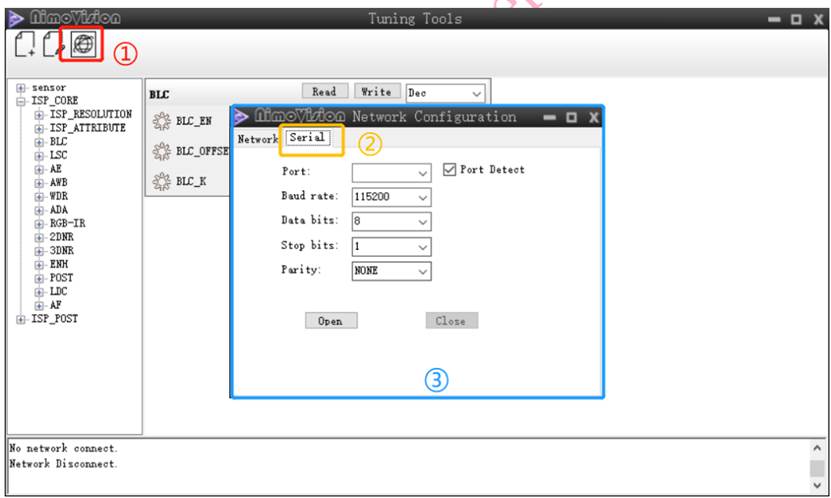 NimoVision Tuning Tools
①
sensor
ISP_CORE
ISP_RESOLUTION
ISP_ATTRIBUTE
BLC
LSC
AE
AWB
WDR
ADA
RGB-IR
2DNR
3DNR
ENH
POST
LDC
AF
ISP_POST
BLC Read Write Dec
BLC_EN
BLC_OFFSE
BLC_K
NimoVision Network Configuration
Network Serial ②
Port: Port Detect
Baud rate: 115200
Data bits: 8
Stop bits: 1
Parity: NONE
Open Close
③
No network connect.
Network Disconnect.